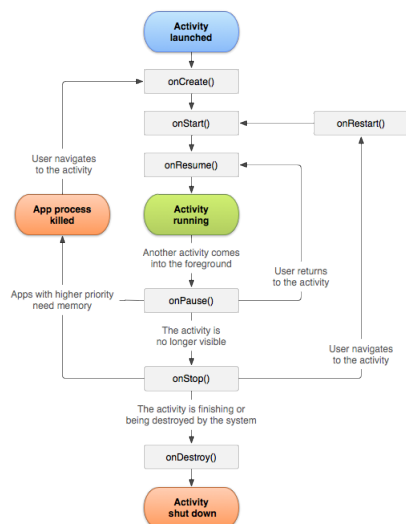 Activity
launched
onCreate()
onStart()
onRestart()
User navigates
to the activity
onResume()
App process
killed
Activity
running
Another activity comes
into the foreground
User returns
to the activity
Apps with higher priority
need memory
onPause()
The activity is
no longer visible
User navigates
to the activity
onStop()
The activity is finishing or
being destroyed by the system
onDestroy()
Activity
shut down